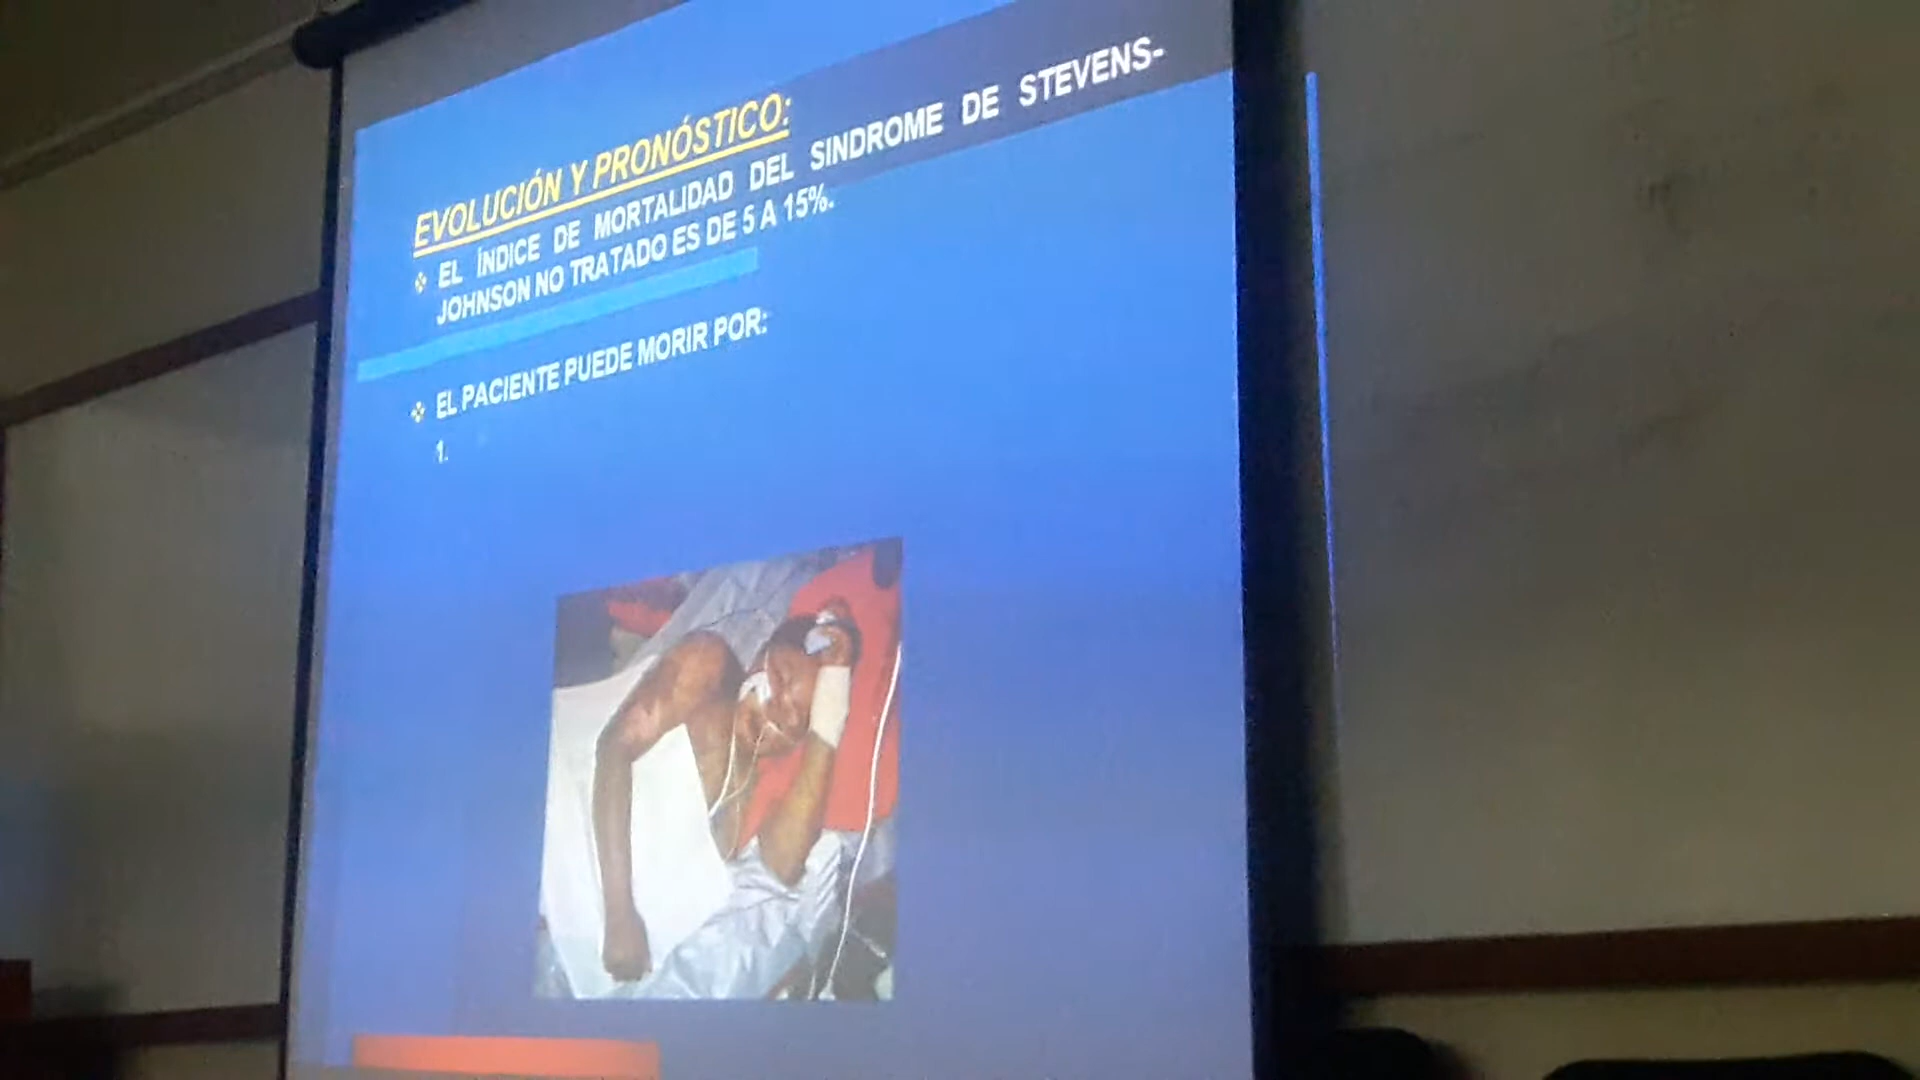 EVOLUCIÓN Y PRONÓSTICO:
❖ EL ÍNDICE DE MORTALIDAD DEL SINDROME DE STEVENS-
JOHNSON NO TRATADO ES DE 5 A 15%.
❖ EL PACIENTE PUEDE MORIR POR:
1.